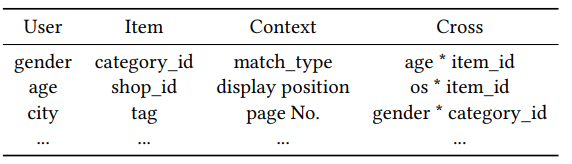 User Item Context Cross
gender category_id match_type age * item_id
age shop_id display position os * item_id
city tag page No. gender * category_id
... ... ... ...